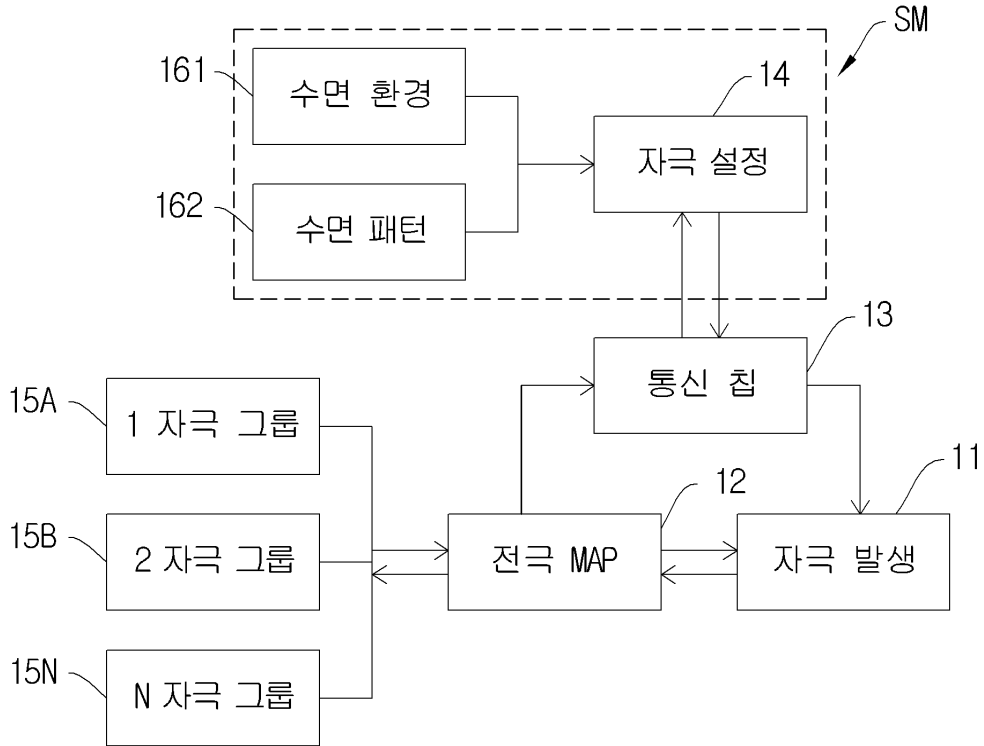 SM
161
수면 환경
14
자극 설정
162
수면 패턴
13
통신 칩
15A
1 자극 그룹
12
11
15B
2 자극 그룹
전극 MAP
자극 발생
15N
N 자극 그룹